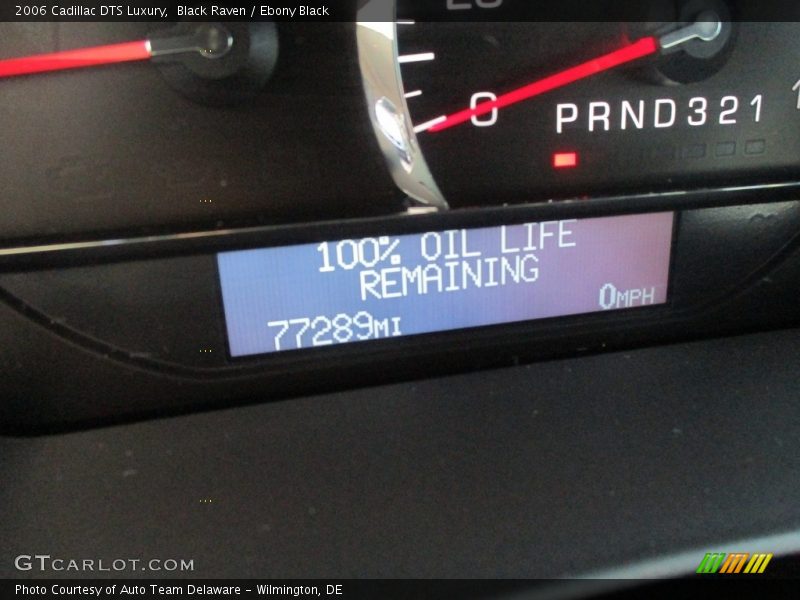 2006 Cadillac DTS Luxury,  Black Raven / Ebony Black
0
PRND321
100% OIL LIFE
REMAINING
0MPH
77289MI
GTCARLOT.COM
Photo Courtesy of Auto Team Delaware - Wilmington, DE